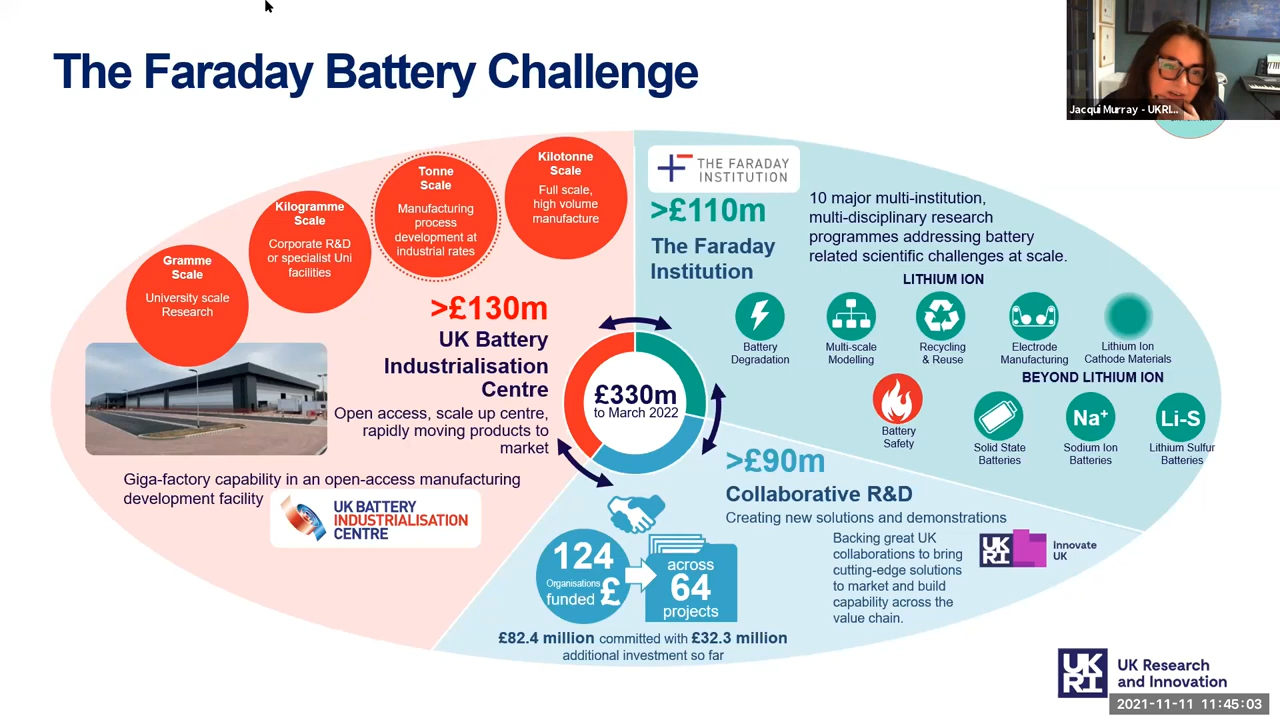 The Faraday Battery Challenge
Jacqui Murray - UKRI...
Gramme
Scale
University scale
Research
Kilogramme
Scale
Corporate R&D
or specialist Uni
facilities
Tonne
Scale
Manufacturing
process
development at
industrial rates
Kilotonne
Scale
Full scale,
high volume
manufacture
>£130m
UK Battery
Industrialisation
Centre
Open access, scale up centre,
rapidly moving products to
market
Giga-factory capability in an open-access manufacturing
development facility
UK BATTERY
INDUSTRIALISATION
CENTRE
THE FARADAY
INSTITUTION
>£110m
The Faraday
Institution
10 major multi-institution,
multi-disciplinary research
programmes addressing battery
related scientific challenges at scale.
LITHIUM ION
Battery
Degradation
Multi-scale
Modelling
Recycling
& Reuse
Electrode
Manufacturing
Lithium Ion
Cathode Materials
BEYOND LITHIUM ION
Battery
Safety
Solid State
Batteries
Na⁺
Sodium Ion
Batteries
Li-S
Lithium Sulfur
Batteries
£330m
to March 2022
>£90m
Collaborative R&D
Creating new solutions and demonstrations
Backing great UK
collaborations to bring
cutting-edge solutions
to market and build
capability across the
value chain.
UK
RI
Innovate
UK
124
Organisations
funded £
across
64
projects
£82.4 million committed with £32.3 million
additional investment so far
UK
RI
UK Research
and Innovation
2021-11-11 11:45:03